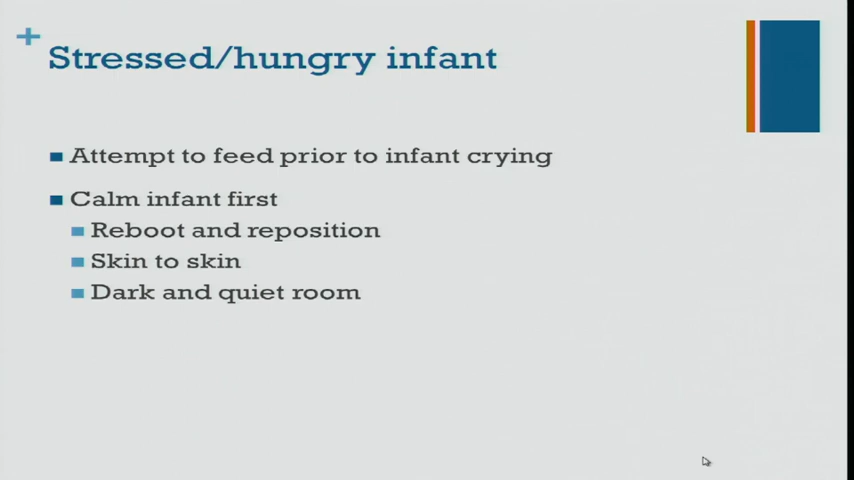 +
Stressed/hungry infant
Attempt to feed prior to infant crying
Calm infant first
Reboot and reposition
Skin to skin
Dark and quiet room